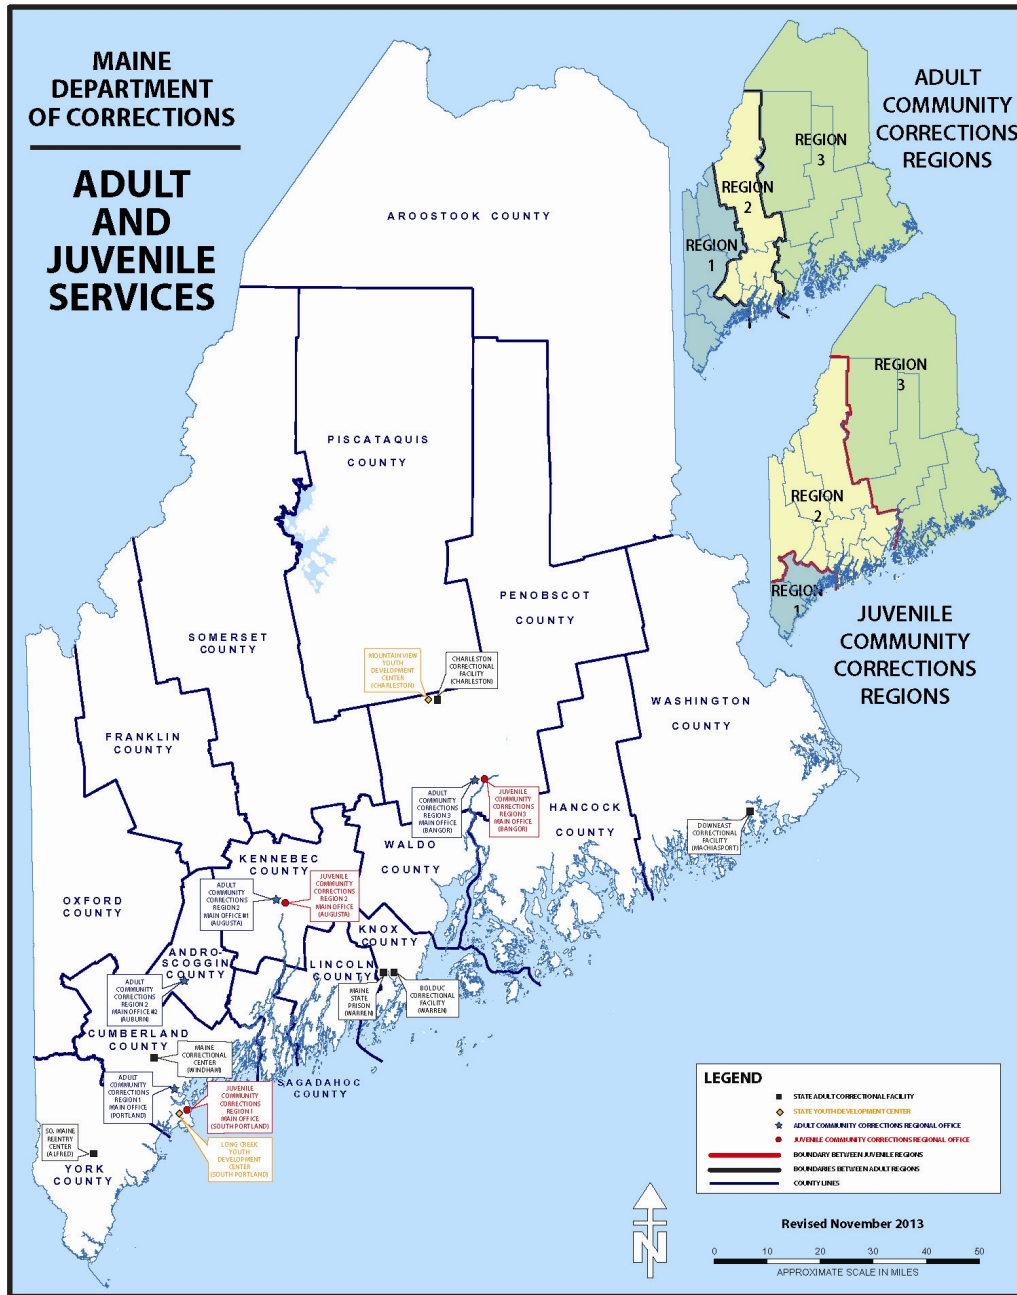 MAINE
DEPARTMENT
OF CORRECTIONS
ADULT
AND
JUVENILE
SERVICES
ADULT
COMMUNITY
CORRECTIONS
REGIONS
REGION
3
REGION
2
REGION
1
REGION
3
REGION
2
REGION
1
JUVENILE
COMMUNITY
CORRECTIONS
REGIONS
AROOSTOOK COUNTY
PISCATAQUIS
COUNTY
PENOBSCOT
COUNTY
SOMERSET
COUNTY
MOUNTAIN VIEW
YOUTH
DEVELOPMENT
CENTER
(CHARLESTON)
CHARLESTON
CORRECTIONAL
FACILITY
(CHARLESTON)
WASHINGTON
COUNTY
FRANKLIN
COUNTY
ADULT
COMMUNITY
CORRECTIONS
REGION 3
MAIN OFFICE
(BANGOR)
JUVENILE
COMMUNITY
CORRECTIONS
REGION 3
MAIN OFFICE
(BANGOR)
HANCOCK
COUNTY
DOWNEAST
CORRECTIONAL
FACILITY
(MACHIASPORT)
WALDO
COUNTY
KENNEBEC
COUNTY
ADULT
COMMUNITY
CORRECTIONS
REGION 2
MAIN OFFICE #1
(AUGUSTA)
JUVENILE
COMMUNITY
CORRECTIONS
REGION 2
MAIN OFFICE
(AUGUSTA)
OXFORD
COUNTY
KNOX
COUNTY
ANDRO-
SCOGGIN
COUNTY
LINCOLN
COUNTY
ADULT
COMMUNITY
CORRECTIONS
REGION 2
MAIN OFFICE #2
(AUBURN)
MAINE
STATE
PRISON
(WARREN)
BOLDUC
CORRECTIONAL
FACILITY
(WARREN)
CUMBERLAND
COUNTY
MAINE
CORRECTIONAL
CENTER
(WINDHAM)
SAGADAHOC
COUNTY
ADULT
COMMUNITY
CORRECTIONS
REGION 1
MAIN OFFICE
(PORTLAND)
JUVENILE
COMMUNITY
CORRECTIONS
REGION 1
MAIN OFFICE
(SOUTH PORTLAND)
SO. MAINE
REENTRY
CENTER
(ALFRED)
LONG CREEK
YOUTH
DEVELOPMENT
CENTER
(SOUTH PORTLAND)
YORK
COUNTY
LEGEND
STATE ADULT CORRECTIONAL FACILITY
STATE YOUTH DEVELOPMENT CENTER
ADULT COMMUNITY CORRECTIONS REGIONAL OFFICE
JUVENILE COMMUNITY CORRECTIONS REGIONAL OFFICE
BOUNDARY BETWEEN JUVENILE REGIONS
BOUNDARIES BETWEEN ADULT REGIONS
COUNTY LINES
N
Revised November 2013
0 10 20 30 40 50
APPROXIMATE SCALE IN MILES